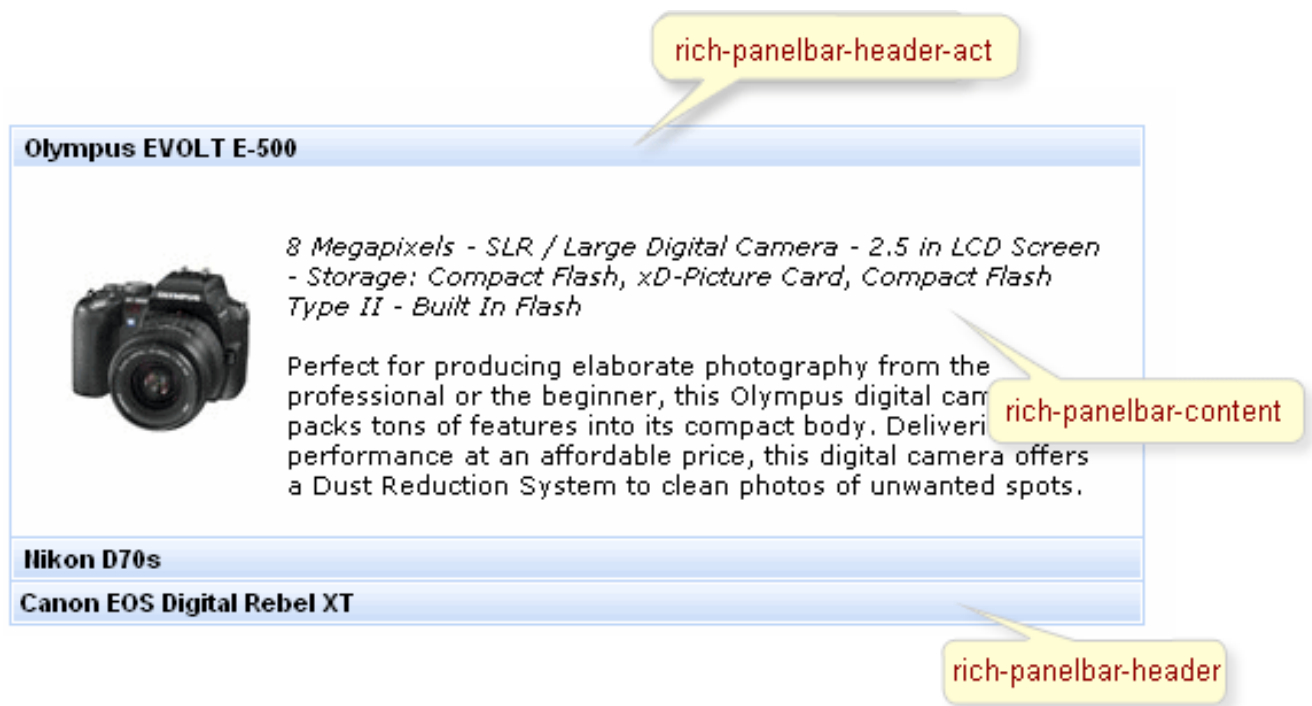 rich-panelbar-header-act
Olympus EVOLT E-500
8 Megapixels - SLR / Large Digital Camera - 2.5 in LCD Screen
- Storage: Compact Flash, xD-Picture Card, Compact Flash
Type II - Built In Flash
Perfect for producing elaborate photography from the
professional or the beginner, this Olympus digital
rich-panelbar-content
packs tons of features into its compact body.
performance at an affordable price, this digital camera offers
a Dust Reduction System to clean photos of unwanted spots.
Nikon D70s
Canon EOS Digital Rebel XT
rich-panelbar-header